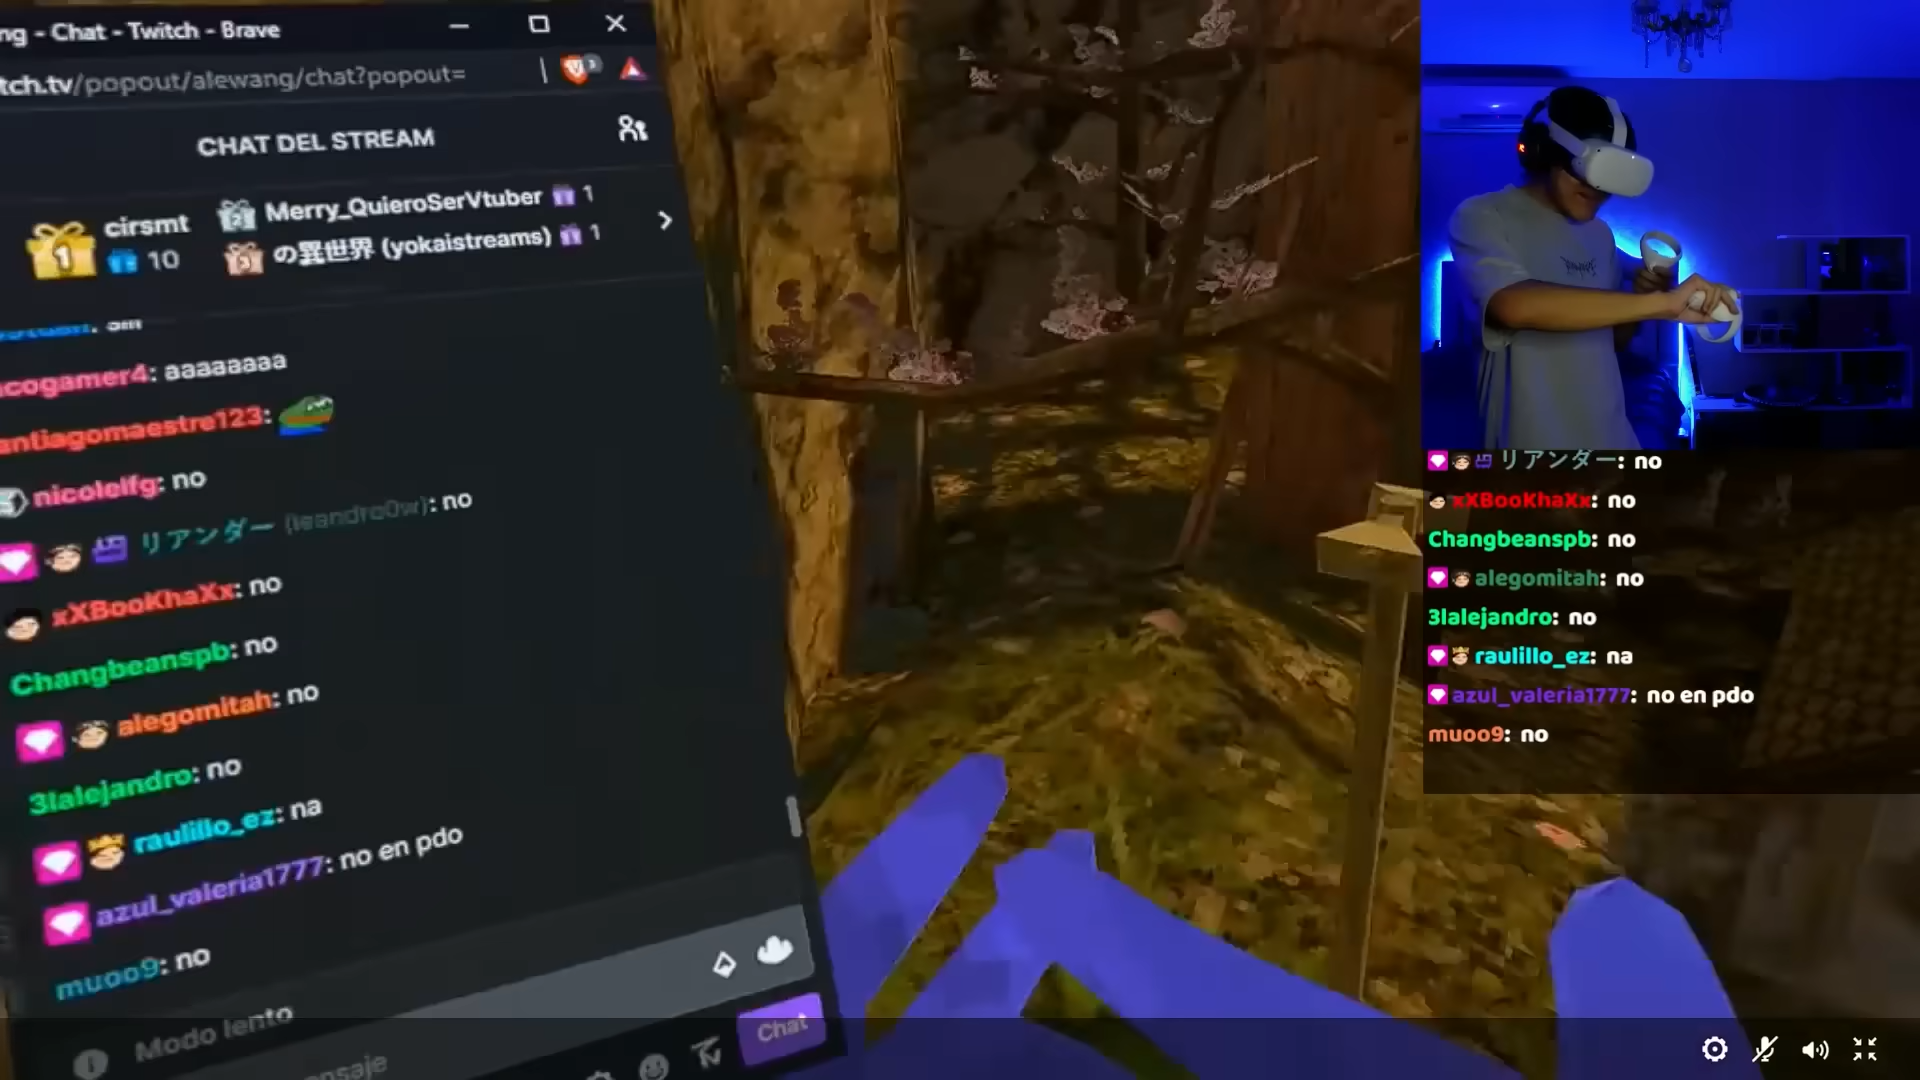 ng - Chat - Twitch - Brave
tch.tv/popout/alewang/chat?popout=
CHAT DEL STREAM
1 cirsmt 10
2 Merry_QuieroSerVtuber 1
3 の異世界 (yokaistreams) 1
cogamer4: aaaaaaaa
antiagomaestre123:
nicolelfg: no
リアンダー (leandro0w): no
xXBooKhaXx: no
Changbeanspb: no
alegomitah: no
3lalejandro: no
raulillo_ez: na
azul_valeria1777: no en pdo
muoo9: no
Modo lento
ensaje
Chat
リアンダー: no
xXBooKhaXx: no
Changbeanspb: no
alegomitah: no
3lalejandro: no
raulillo_ez: na
azul_valeria1777: no en pdo
muoo9: no